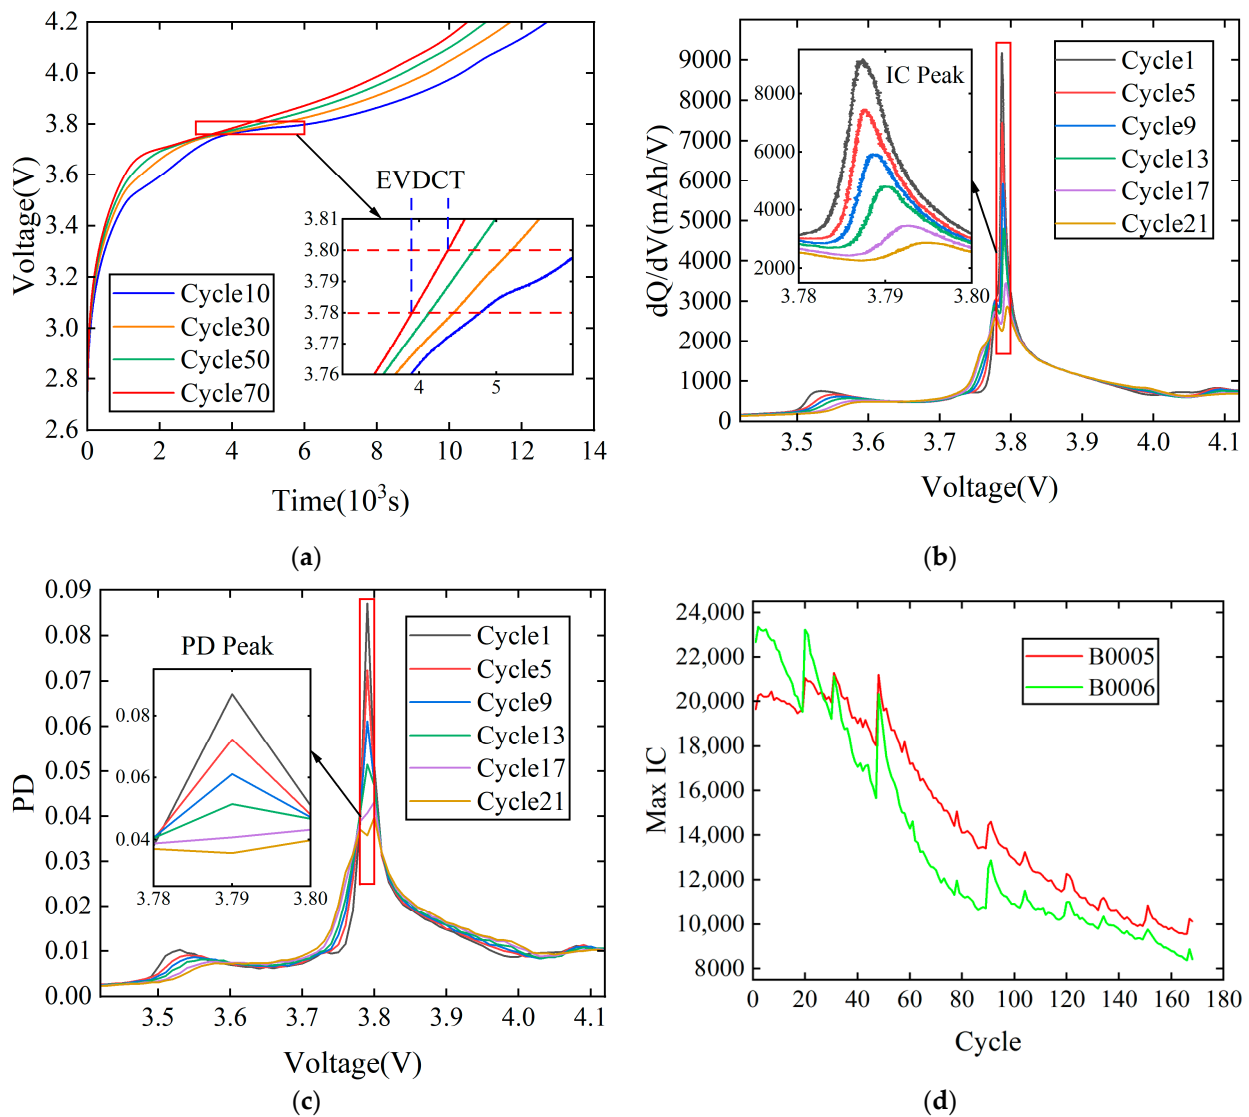 4.2
4.0
3.8
3.6
3.4
3.2
3.0
2.8
2.6
Voltage(V)
EVDCT
3.81
3.80
3.79
3.78
3.77
3.76
4
5
Cycle10
Cycle30
Cycle50
Cycle70
0
2
4
6
8
10
12
14
Time(10³s)
(a)
9000
8000
7000
6000
5000
4000
3000
2000
1000
0
dQ/dV(mAh/V)
IC Peak
8000
6000
4000
2000
3.78
3.79
3.80
Cycle1
Cycle5
Cycle9
Cycle13
Cycle17
Cycle21
3.5
3.6
3.7
3.8
3.9
4.0
4.1
Voltage(V)
(b)
0.09
0.08
0.07
0.06
0.05
0.04
0.03
0.02
0.01
0.00
PD
PD Peak
0.08
0.06
0.04
3.78
3.79
3.80
Cycle1
Cycle5
Cycle9
Cycle13
Cycle17
Cycle21
3.5
3.6
3.7
3.8
3.9
4.0
4.1
Voltage(V)
(c)
24,000
22,000
20,000
18,000
16,000
14,000
12,000
10,000
8000
Max IC
B0005
B0006
0
20
40
60
80
100
120
140
160
180
Cycle
(d)